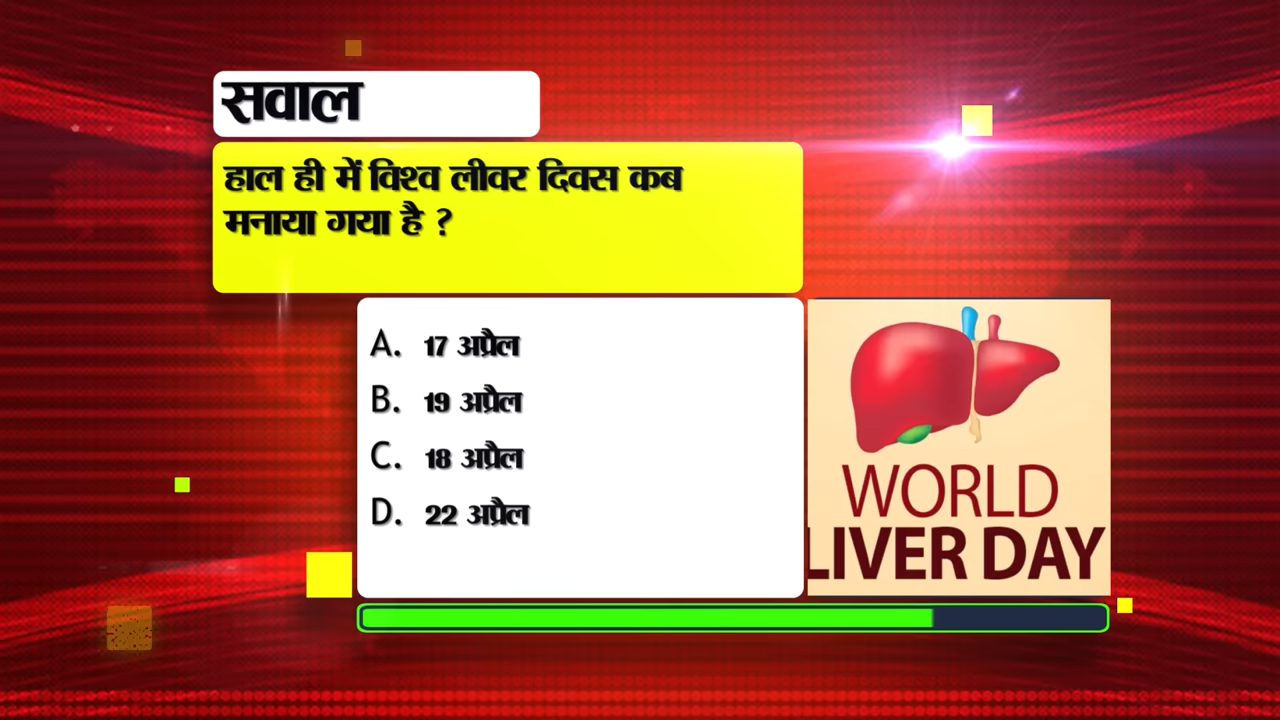 सवाल
हाल ही में विश्व लीवर दिवस कब
मनाया गया है ?
A. 17 अप्रैल
B. 19 अप्रैल
C. 18 अप्रैल
D. 22 अप्रैल
WORLD
LIVER DAY